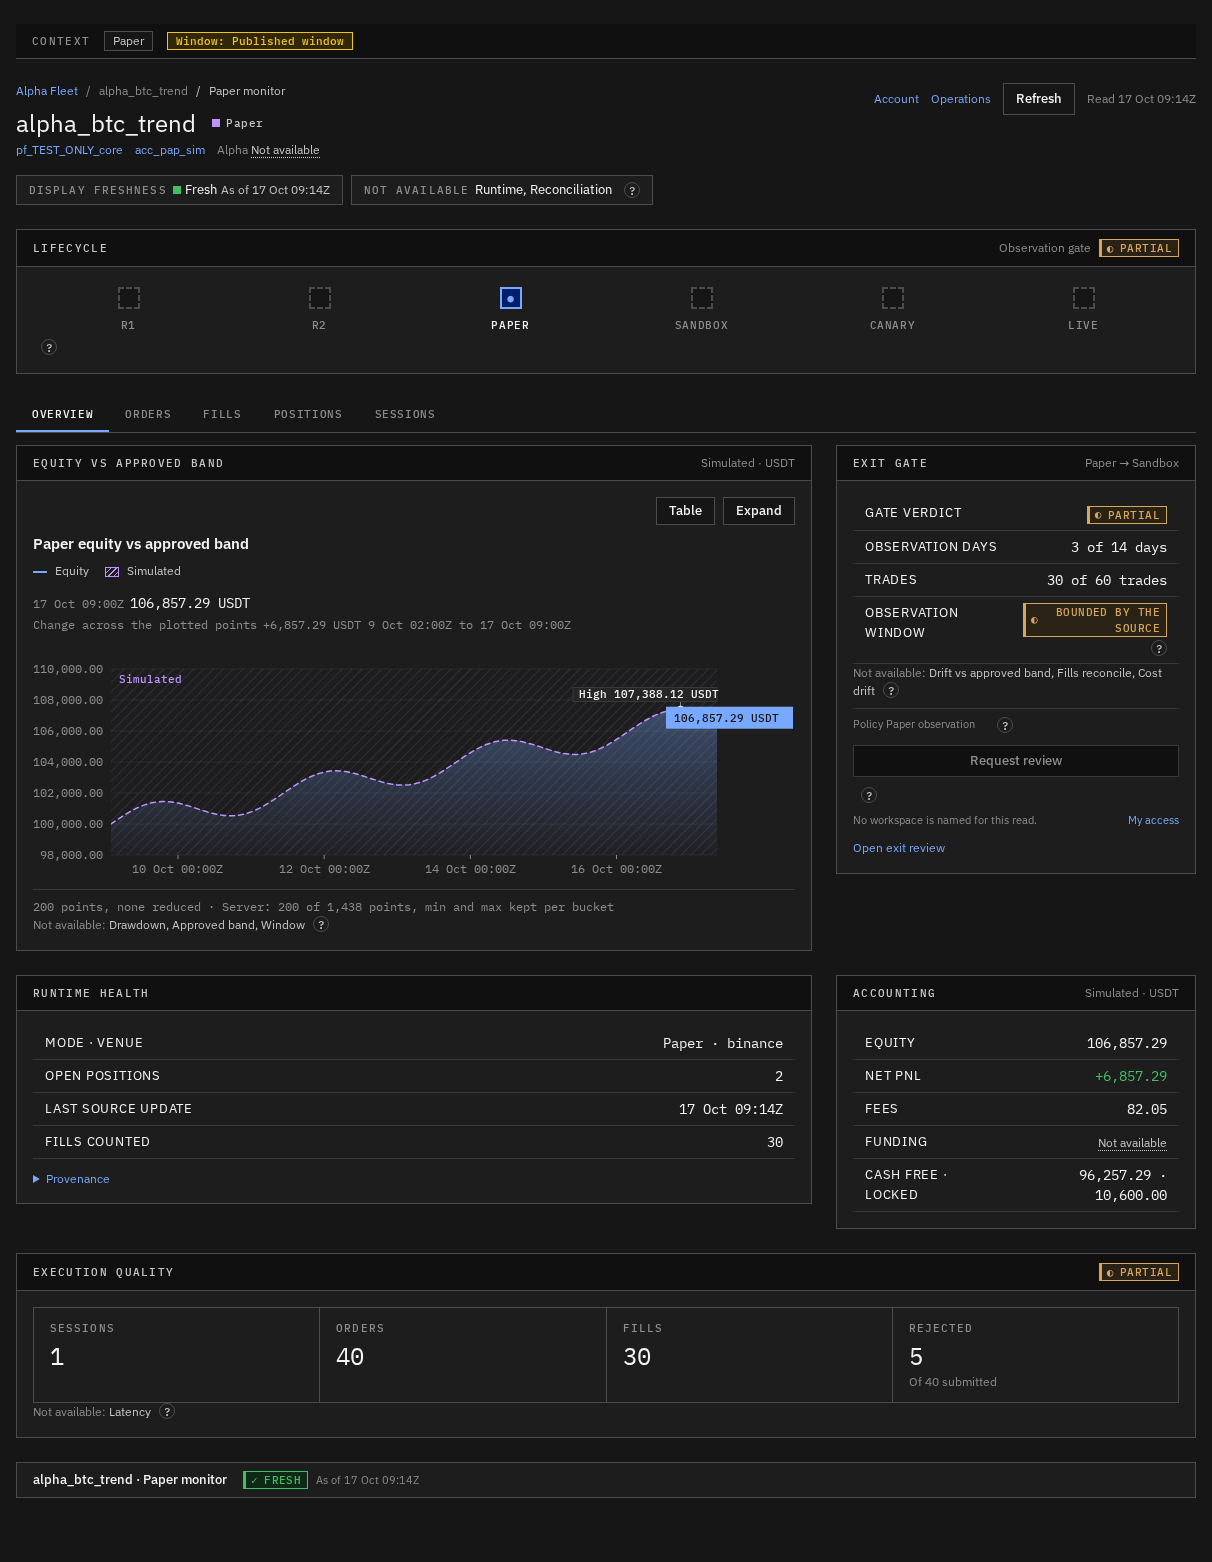 CONTEXT Paper Window: Published window
Alpha Fleet / alpha_btc_trend / Paper monitor
Account Operations Refresh Read 17 Oct 09:14Z
alpha_btc_trend Paper
pf_TEST_ONLY_core acc_pap_sim Alpha Not available
DISPLAY FRESHNESS Fresh As of 17 Oct 09:14Z NOT AVAILABLE Runtime, Reconciliation ?
LIFECYCLE Observation gate PARTIAL
R1 R2 PAPER SANDBOX CANARY LIVE
?
OVERVIEW ORDERS FILLS POSITIONS SESSIONS
EQUITY VS APPROVED BAND Simulated · USDT
Table Expand
Paper equity vs approved band
Equity Simulated
17 Oct 09:00Z 106,857.29 USDT
Change across the plotted points +6,857.29 USDT 9 Oct 02:00Z to 17 Oct 09:00Z
110,000.00
Simulated
High 107,388.12 USDT
108,000.00
106,857.29 USDT
106,000.00
104,000.00
102,000.00
100,000.00
98,000.00
10 Oct 00:00Z 12 Oct 00:00Z 14 Oct 00:00Z 16 Oct 00:00Z
200 points, none reduced · Server: 200 of 1,438 points, min and max kept per bucket
Not available: Drawdown, Approved band, Window ?
EXIT GATE Paper → Sandbox
GATE VERDICT PARTIAL
OBSERVATION DAYS 3 of 14 days
TRADES 30 of 60 trades
OBSERVATION BOUNDED BY THE
WINDOW SOURCE
?
Not available: Drift vs approved band, Fills reconcile, Cost
drift ?
Policy Paper observation ?
Request review
?
No workspace is named for this read. My access
Open exit review
RUNTIME HEALTH
MODE · VENUE Paper · binance
OPEN POSITIONS 2
LAST SOURCE UPDATE 17 Oct 09:14Z
FILLS COUNTED 30
Provenance
ACCOUNTING Simulated · USDT
EQUITY 106,857.29
NET PNL +6,857.29
FEES 82.05
FUNDING Not available
CASH FREE · 96,257.29 ·
LOCKED 10,600.00
EXECUTION QUALITY PARTIAL
SESSIONS ORDERS FILLS REJECTED
1 40 30 5
Of 40 submitted
Not available: Latency ?
alpha_btc_trend · Paper monitor ✓ FRESH As of 17 Oct 09:14Z